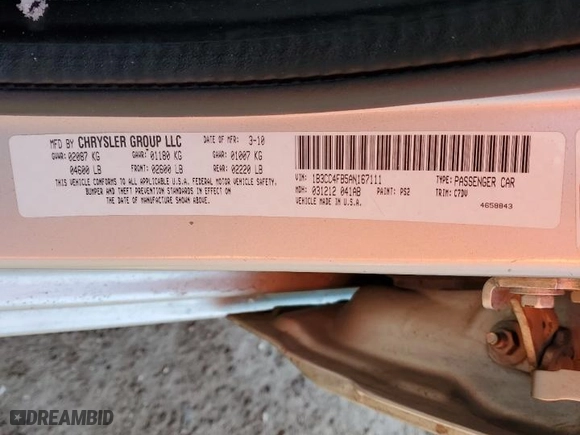 MFD BY CHRYSLER GROUP LLC DATE OF MFR: 3-10
GVWR: 02087 KG GAWR: 01180 KG GAWR: 01007 KG
04600 LB FRONT: 02600 LB REAR: 02220 LB
THIS VEHICLE CONFORMS TO ALL APPLICABLE U.S.A. FEDERAL MOTOR VEHICLE SAFETY,
BUMPER AND THEFT PREVENTION STANDARDS IN EFFECT ON
THE DATE OF MANUFACTURE SHOWN ABOVE.
VIN: 1B3CC4FB5AN167111 TYPE: PASSENGER CAR
MDH: 031212 041AB PAINT: PS2 TRIM: C7DV
VEHICLE MADE IN U.S.A. 4658843
DREAMBID